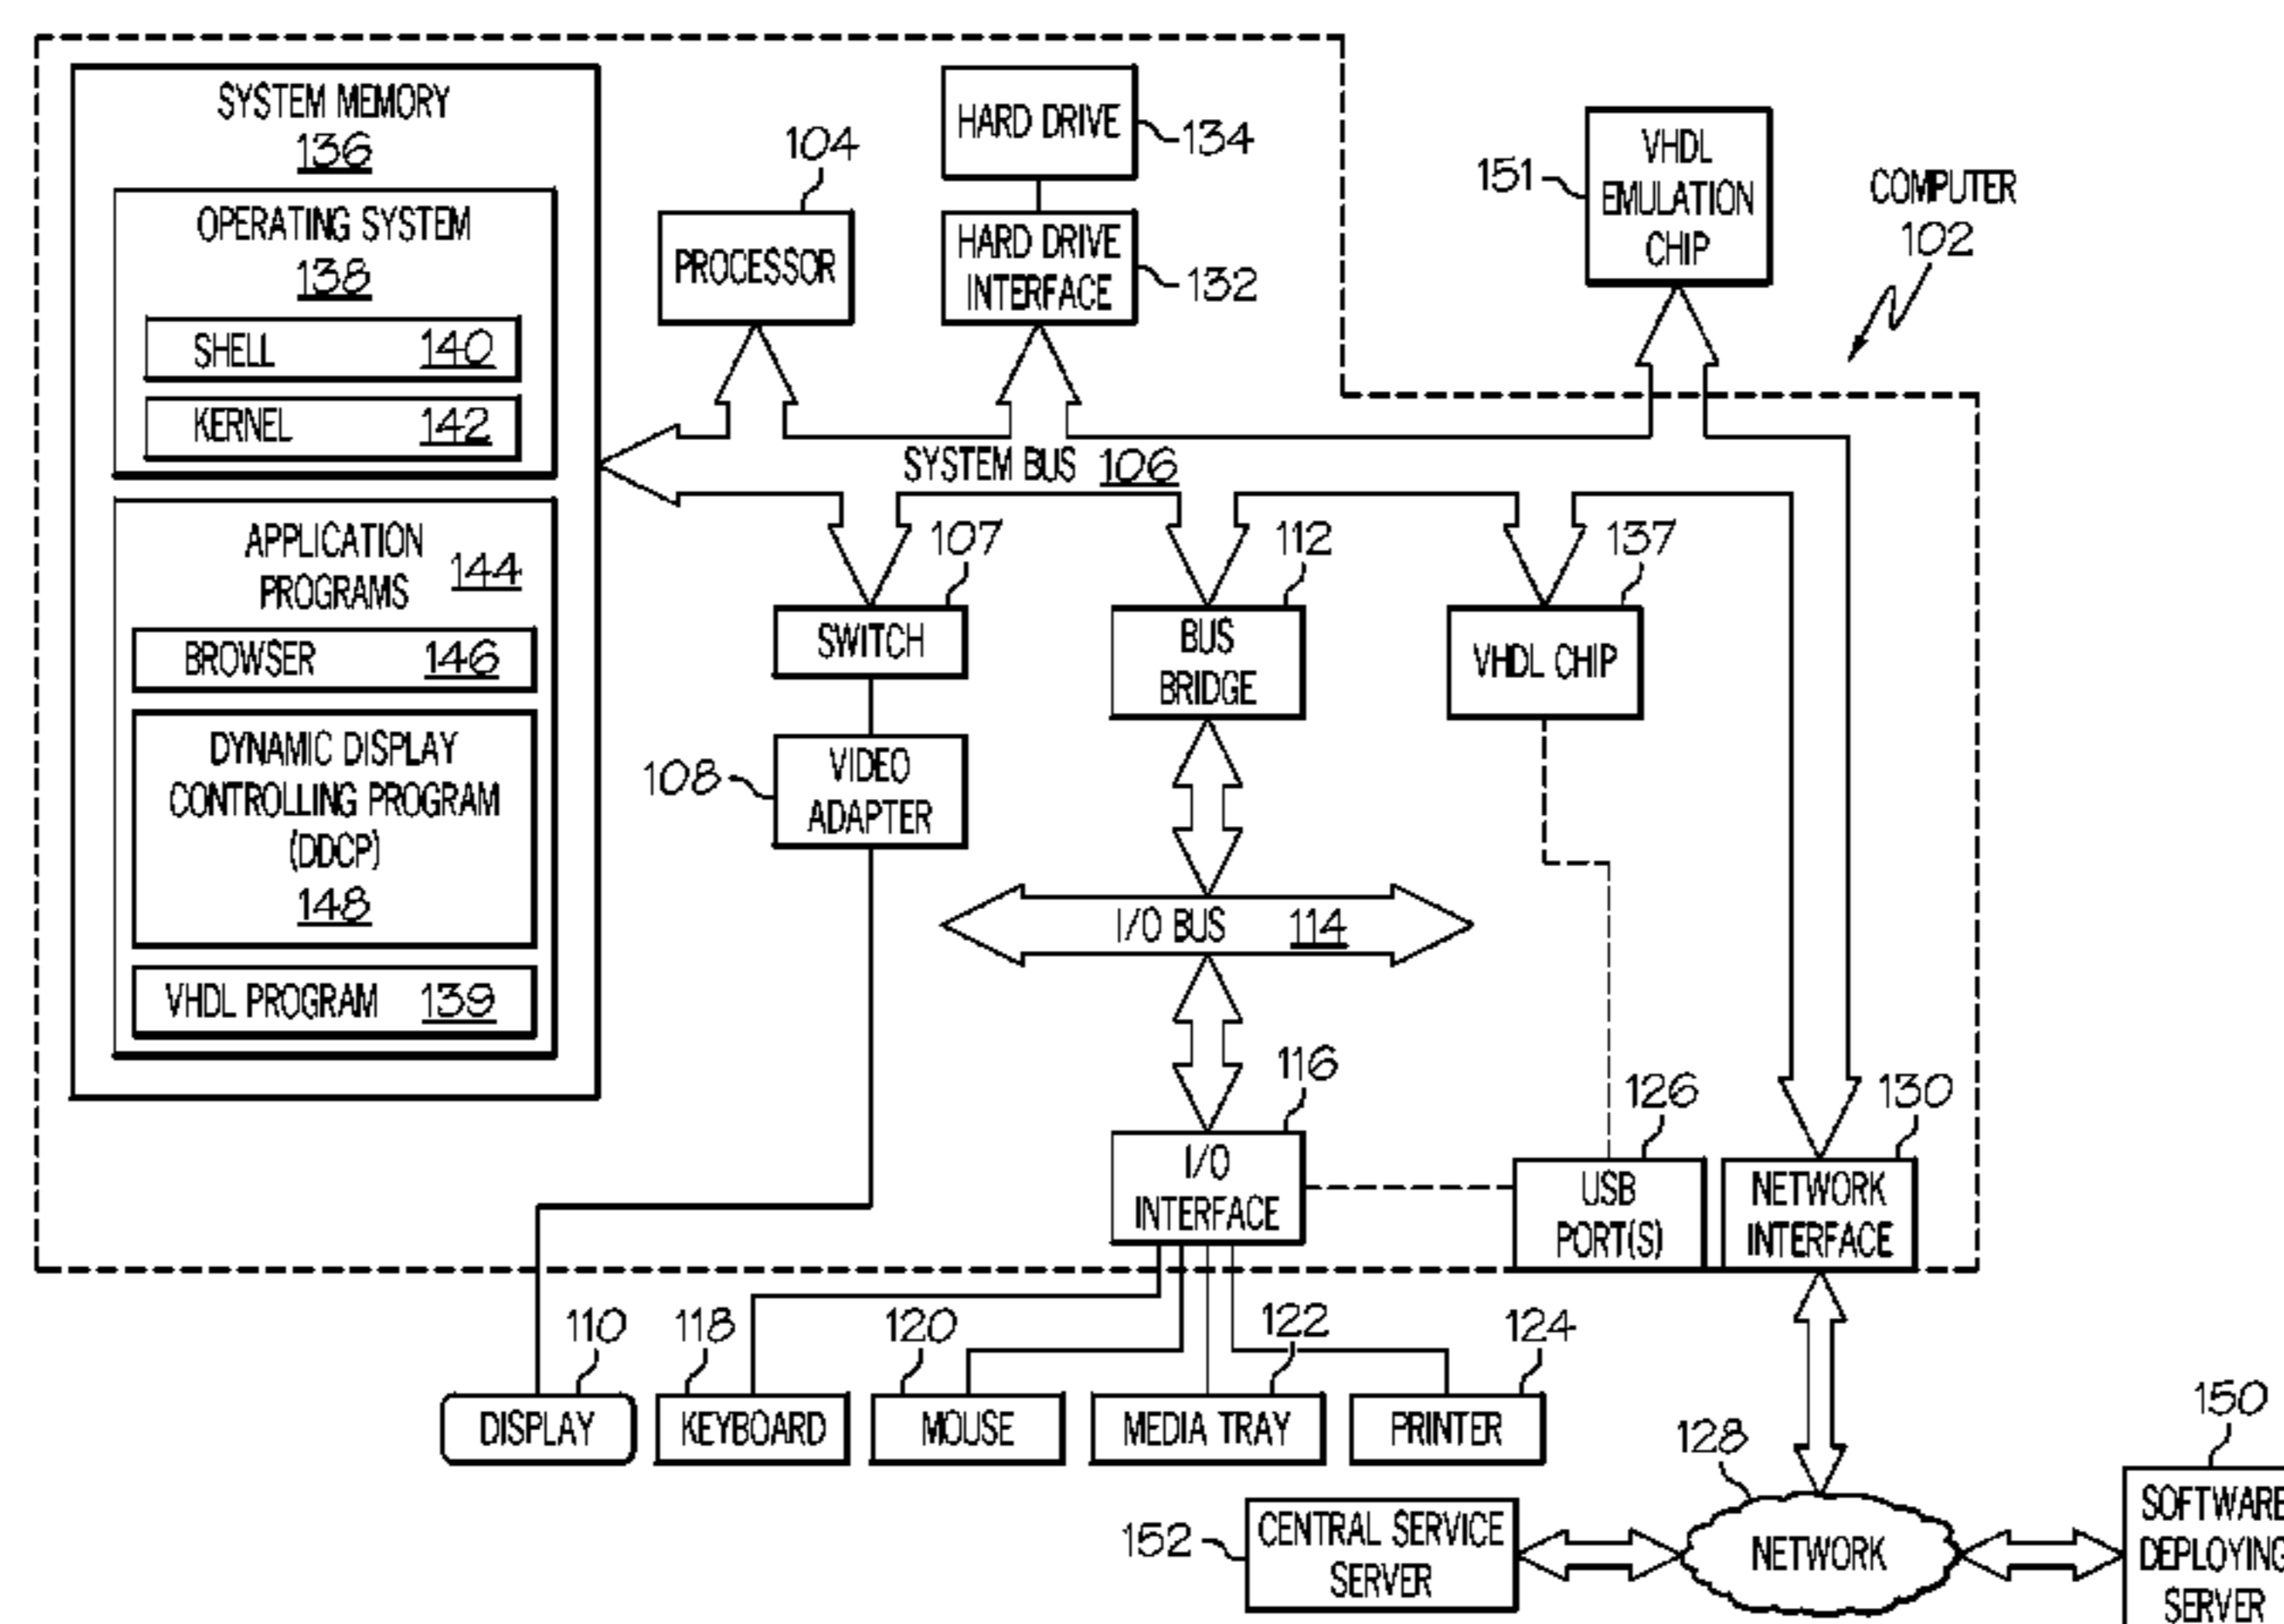 SYSTEM MEMORY
136
OPERATING SYSTEM
138
SHELL 140
KERNEL 142
APPLICATION
PROGRAMS 144
BROWSER 146
DYNAMIC DISPLAY
CONTROLLING PROGRAM
(DDCP)
148
VHDL PROGRAM 139
104
PROCESSOR
HARD DRIVE
134
HARD DRIVE
INTERFACE
132
151
VHDL
EMULATION
CHIP
COMPUTER
102
SYSTEM BUS 106
107
SWITCH
112
BUS
BRIDGE
137
VHDL CHIP
108
VIDEO
ADAPTER
I/O BUS 114
116
I/O
INTERFACE
126
USB
PORT(S)
130
NETWORK
INTERFACE
110
DISPLAY
118
KEYBOARD
120
MOUSE
122
MEDIA TRAY
124
PRINTER
152
CENTRAL SERVICE
SERVER
128
NETWORK
150
SOFTWARE
DEPLOYING
SERVER